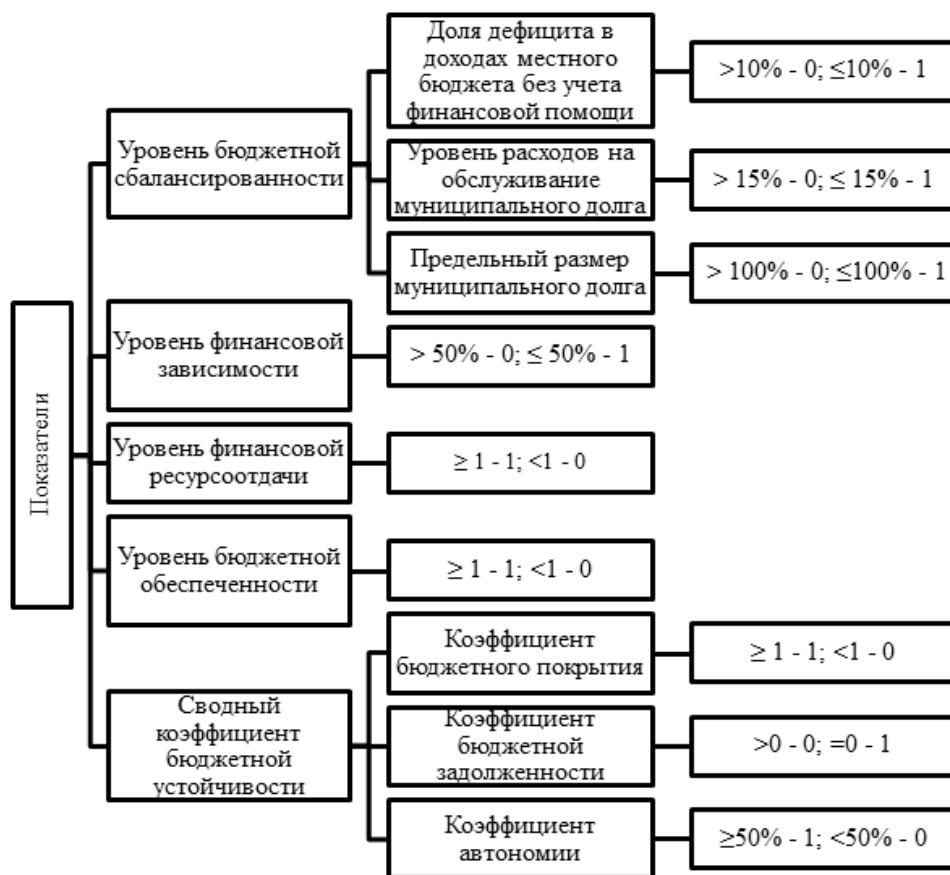 Показатели
Уровень бюджетной
сбалансированности
Доля дефицита в
доходах местного
бюджета без учета
финансовой помощи
>10% - 0; ≤10% - 1
Уровень расходов на
обслуживание
муниципального долга
> 15% - 0; ≤ 15% - 1
Предельный размер
муниципального долга
> 100% - 0; ≤100% - 1
Уровень финансовой
зависимости
> 50% - 0; ≤ 50% - 1
Уровень финансовой
ресурсоотдачи
≥ 1 - 1; <1 - 0
Уровень бюджетной
обеспеченности
≥ 1 - 1; <1 - 0
Сводный
коэффициент
бюджетной
устойчивости
Коэффициент
бюджетного покрытия
≥ 1 - 1; <1 - 0
Коэффициент
бюджетной
задолженности
>0 - 0; =0 - 1
Коэффициент
автономии
≥50% - 1; <50% - 0